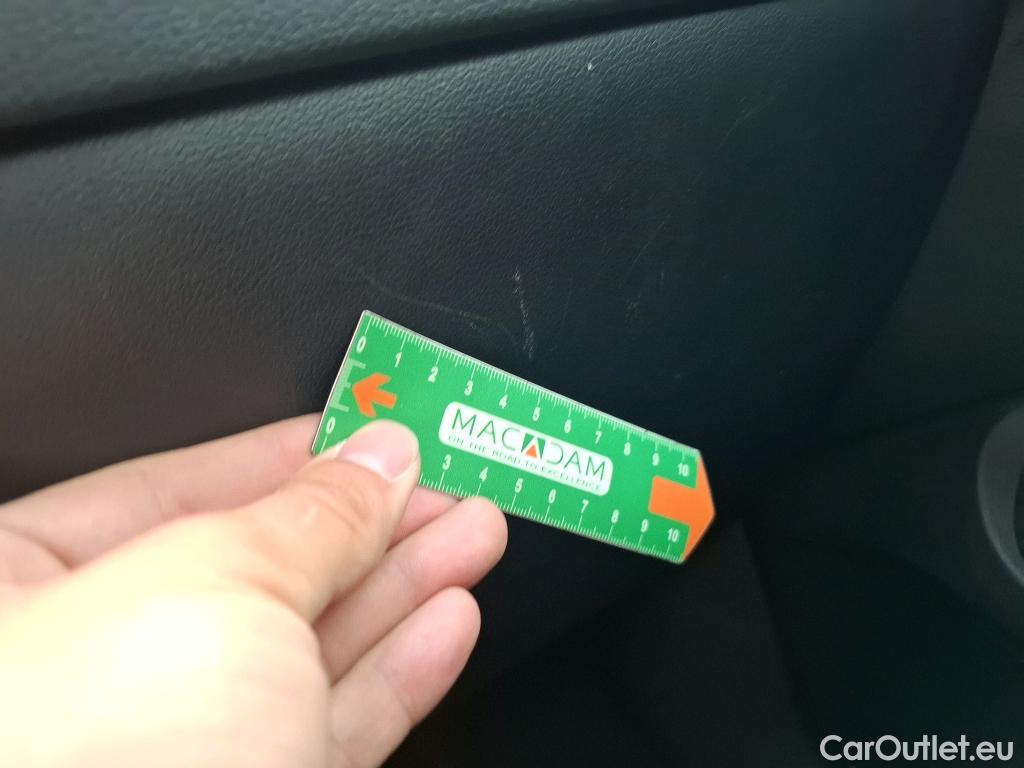 0 1 2 3 4 5 6 7 8 9 10
MACADAM
ON THE ROAD TO EXCELLENCE
0 3 4 5 6 7 8 9 10
CarOutlet.eu